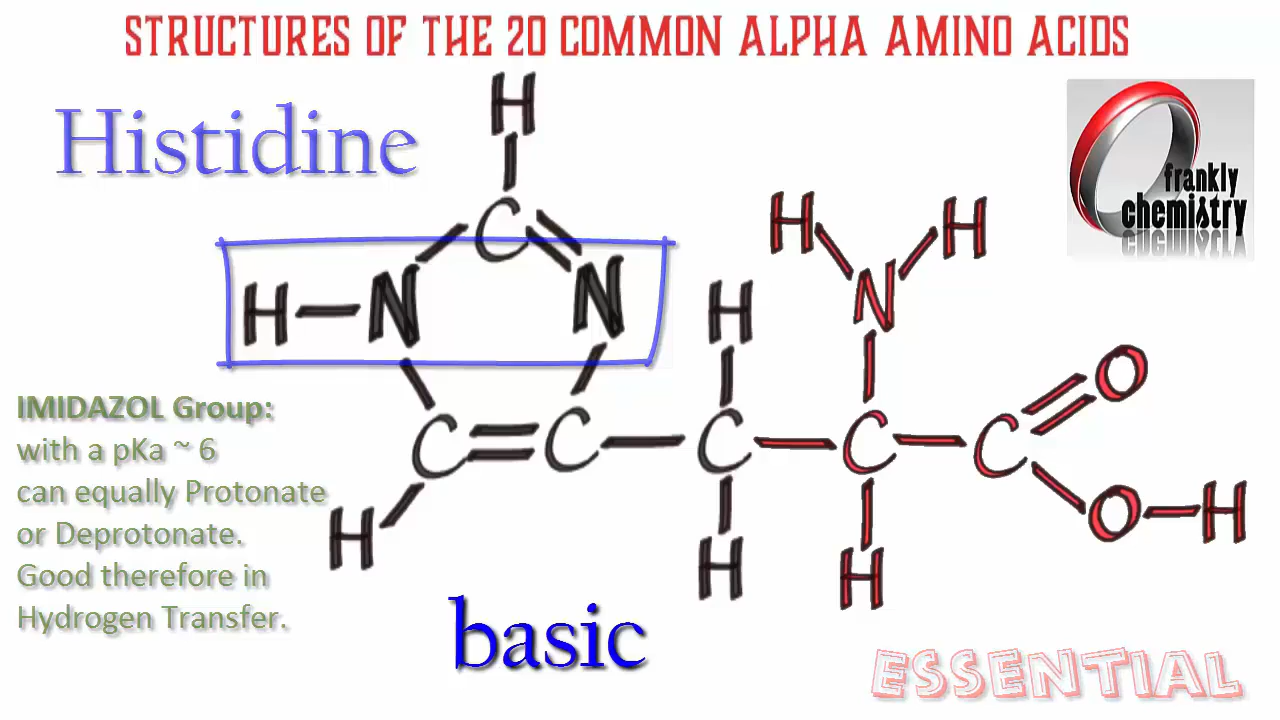 STRUCTURES OF THE 20 COMMON ALPHA AMINO ACIDS
Histidine
frankly
chemistry
H
C
H H
H N N
H
N
O
IMIDAZOL Group:
with a pKa ~ 6
can equally Protonate
or Deprotonate.
Good therefore in
Hydrogen Transfer.
C C C C C
O H
H
H H
basic
ESSENTIAL